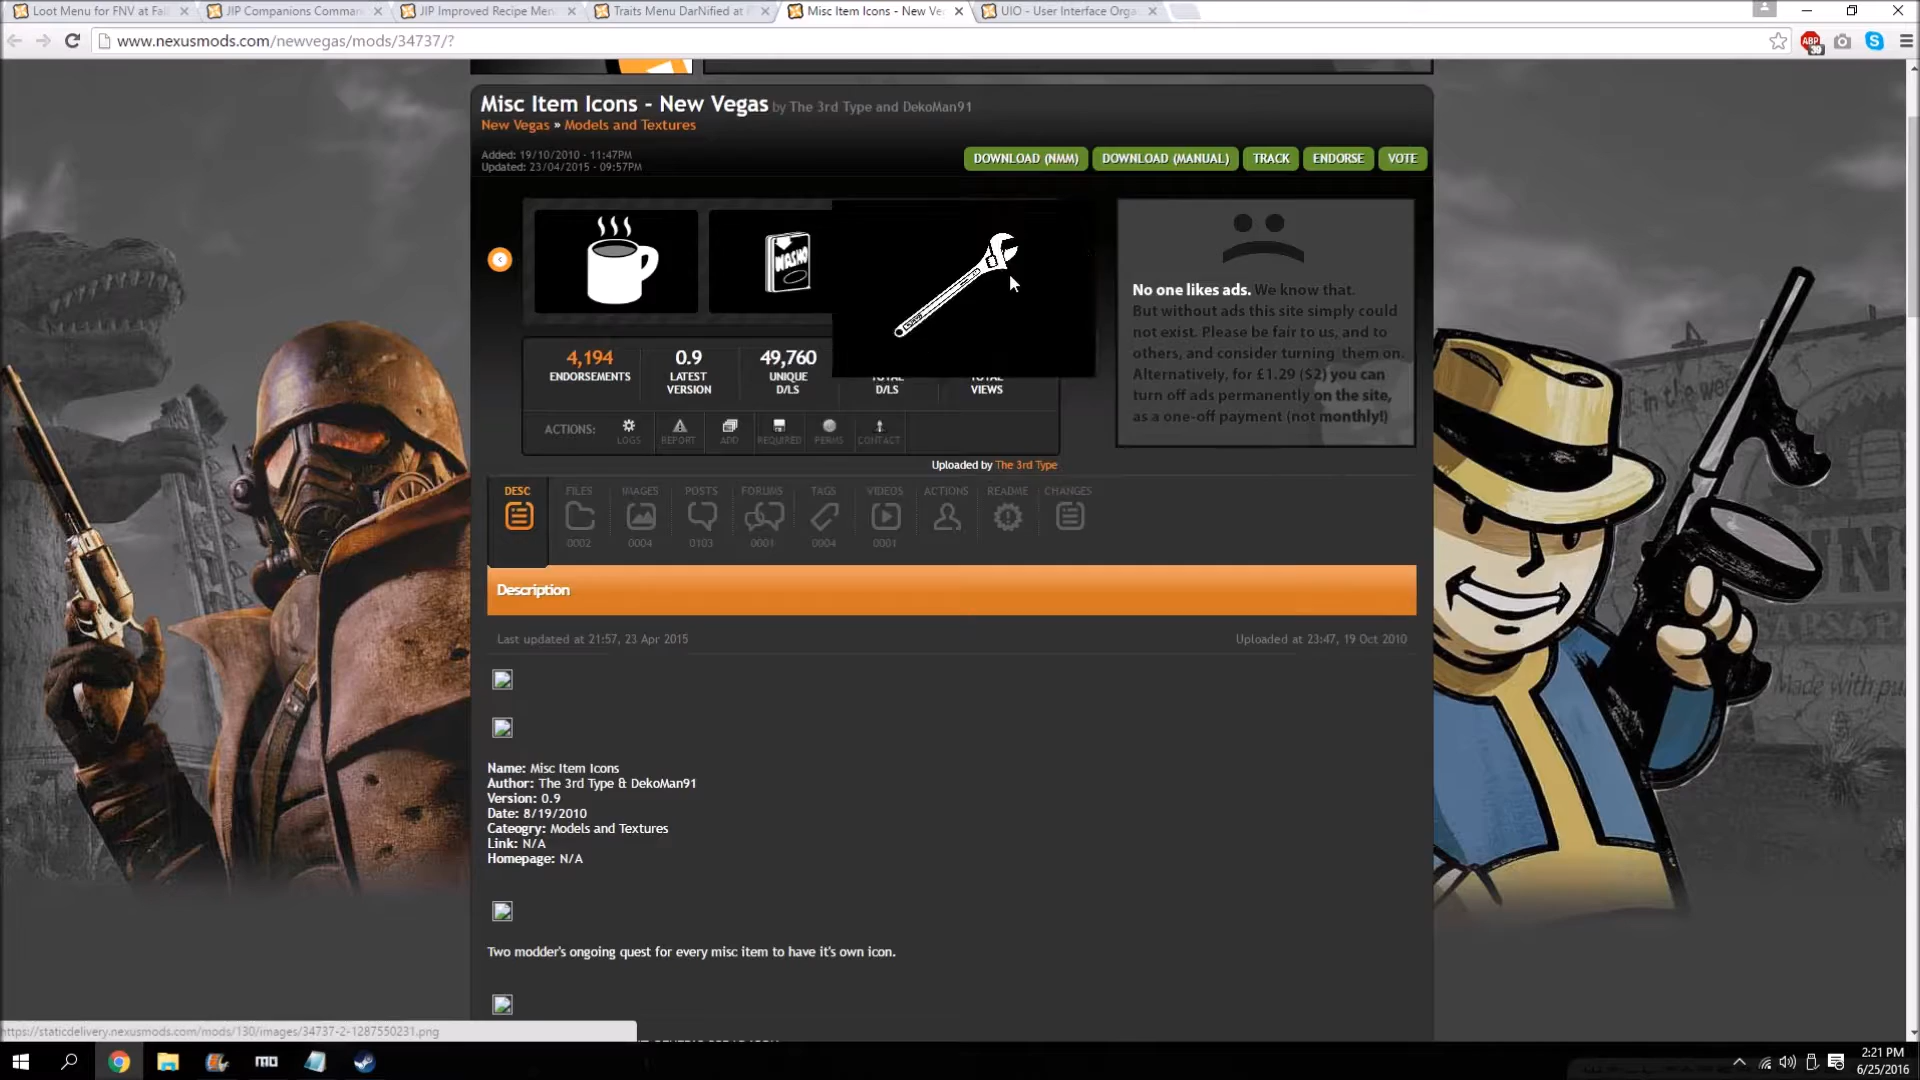 Loot Menu for FNV at Fal
JIP Companions Comman
JIP Improved Recipe Men
Traits Menu DarNified at
Misc Item Icons - New Ve
UIO - User Interface Orga
www.nexusmods.com/newvegas/mods/34737/?
ABP
39
Misc Item Icons - New Vegas by The 3rd Type and DekoMan91
New Vegas » Models and Textures
Added: 19/10/2010 - 11:47PM
Updated: 23/04/2015 - 09:57PM
DOWNLOAD (NMM)
DOWNLOAD (MANUAL)
TRACK
ENDORSE
VOTE
WASHO
No one likes ads. We know that.
But without ads this site simply could
not exist. Please be fair to us, and to
others, and consider turning them on.
Alternatively, for £1.29 ($2) you can
turn off ads permanently on the site,
as a one-off payment (not monthly!)
4,194
ENDORSEMENTS
0.9
LATEST
VERSION
49,760
UNIQUE
D/LS
TOTAL
D/LS
TOTAL
VIEWS
ACTIONS:
LOGS
REPORT
ADD
REQUIRED
PERMS
CONTACT
Uploaded by The 3rd Type
DESC
FILES
0002
IMAGES
0004
POSTS
0103
FORUMS
0001
TAGS
0004
VIDEOS
0001
ACTIONS
README
CHANGES
Description
Last updated at 21:57, 23 Apr 2015
Uploaded at 23:47, 19 Oct 2010
Name: Misc Item Icons
Author: The 3rd Type & DekoMan91
Version: 0.9
Date: 8/19/2010
Cateogry: Models and Textures
Link: N/A
Homepage: N/A
Two modder's ongoing quest for every misc item to have it's own icon.
https://staticdelivery.nexusmods.com/mods/130/images/34737-2-1287550231.png
MO
2:21 PM
6/25/2016